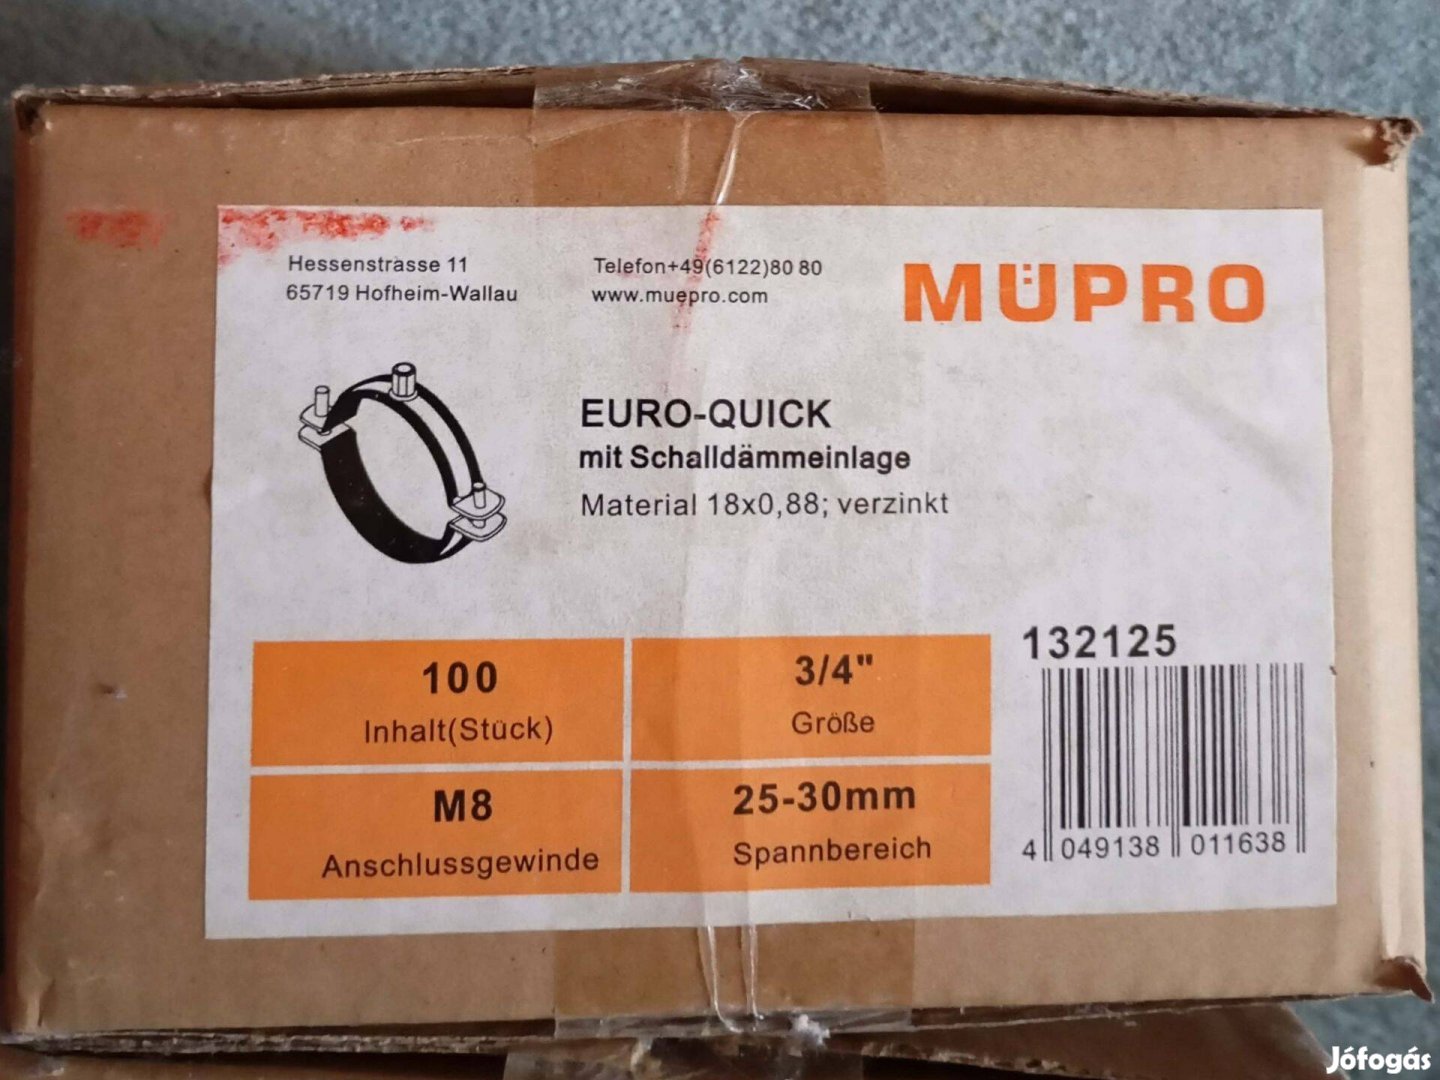 Hessenstrasse 11
65719 Hofheim-Wallau
Telefon+49(6122)80 80
www.muepro.com
MÜPRO
EURO-QUICK
mit Schalldämmeinlage
Material 18x0,88; verzinkt
100
Inhalt(Stück)
3/4"
Größe
M8
Anschlussgewinde
25-30mm
Spannbereich
132125
4 049138 011638
Jófogás